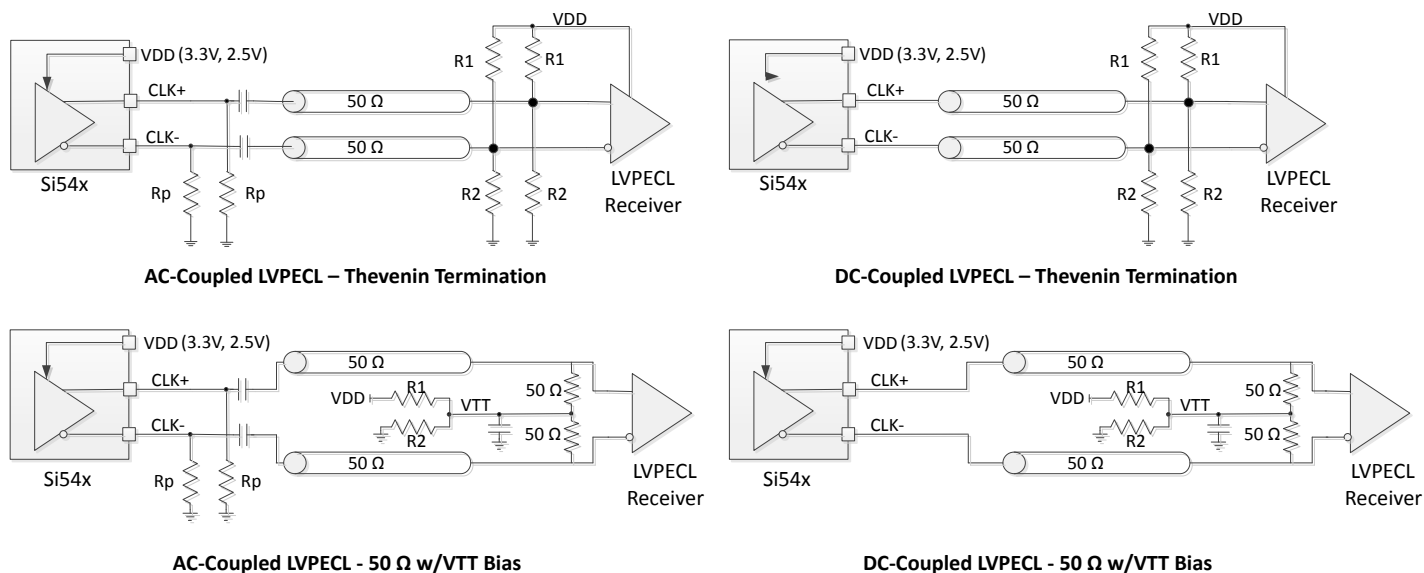 VDD
VDD (3.3V, 2.5V)
R1
R1
CLK+
50 Ω
CLK-
50 Ω
Si54x
Rp
Rp
R2
R2
LVPECL
Receiver
AC-Coupled LVPECL – Thevenin Termination
VDD
VDD (3.3V, 2.5V)
R1
R1
CLK+
50 Ω
CLK-
50 Ω
Si54x
R2
R2
LVPECL
Receiver
DC-Coupled LVPECL – Thevenin Termination
VDD (3.3V, 2.5V)
50 Ω
CLK+
R1
50 Ω
VDD
VTT
CLK-
R2
50 Ω
50 Ω
Si54x
Rp
Rp
LVPECL
Receiver
AC-Coupled LVPECL - 50 Ω w/VTT Bias
VDD (3.3V, 2.5V)
50 Ω
CLK+
R1
50 Ω
VDD
VTT
CLK-
R2
50 Ω
50 Ω
Si54x
LVPECL
Receiver
DC-Coupled LVPECL - 50 Ω w/VTT Bias